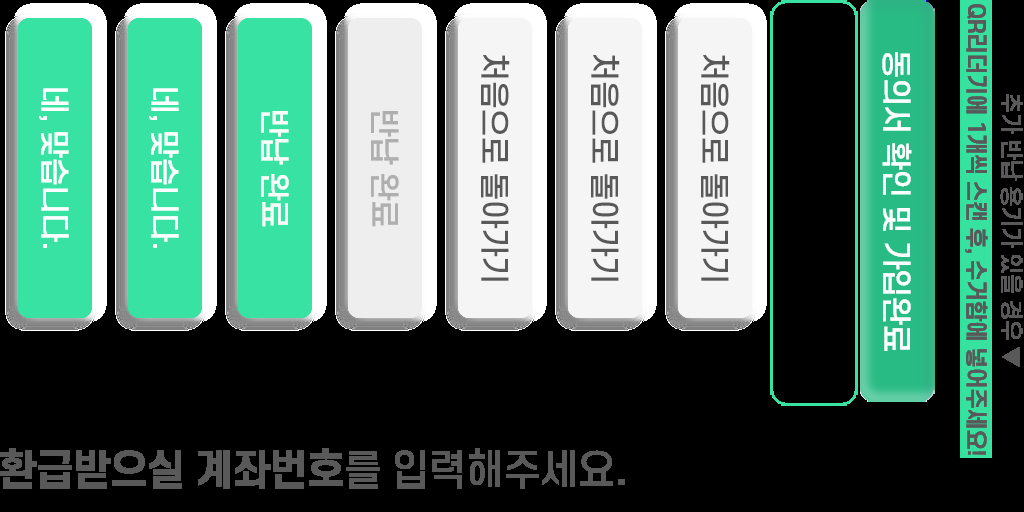 네, 맞습니다.
네, 맞습니다.
반납 완료
반납 완료
처음으로 돌아가기
처음으로 돌아가기
처음으로 돌아가기
동의서 확인 및 가입완료
추가 반납 용기가 있을 경우 ▼
QR리더기에 1개씩 스캔 후, 수거함에 넣어주세요!
환급받으실 계좌번호를 입력해주세요.